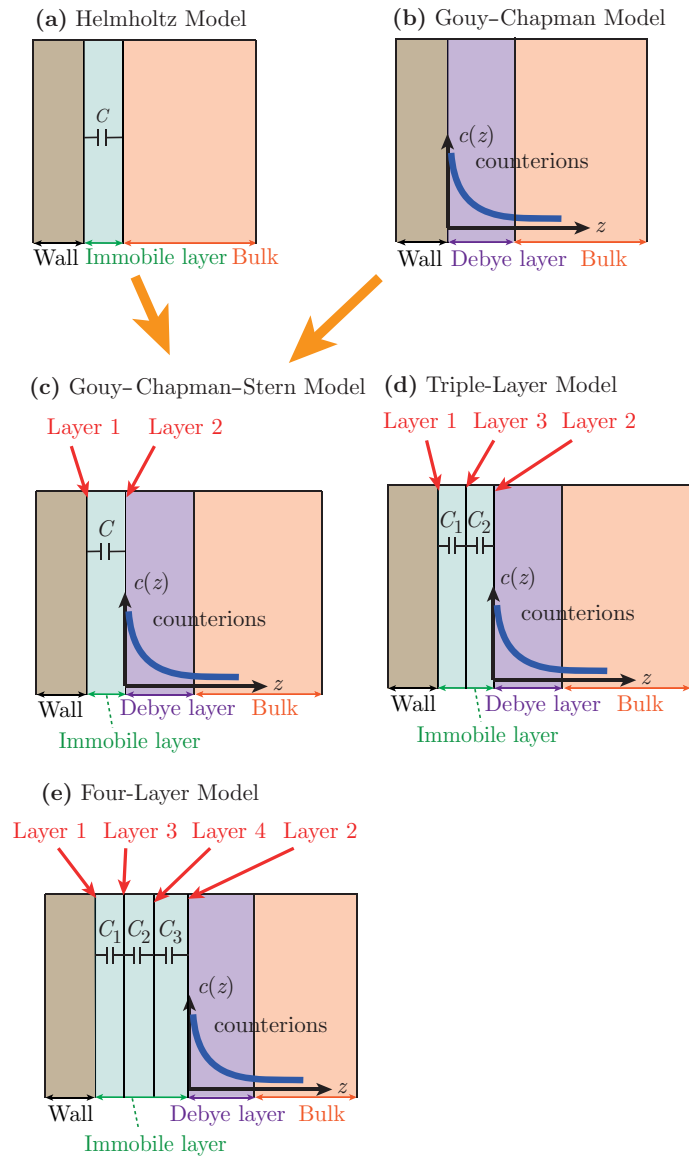 (a) Helmholtz Model
C
Wall Immobile layer Bulk
(b) Gouy–Chapman Model
c(z)
counterions
z
Wall Debye layer Bulk
(c) Gouy–Chapman–Stern Model
Layer 1 Layer 2
C
c(z)
counterions
z
Wall Debye layer Bulk
Immobile layer
(d) Triple-Layer Model
Layer 1 Layer 3 Layer 2
C1 C2
c(z)
counterions
z
Wall Debye layer Bulk
Immobile layer
(e) Four-Layer Model
Layer 1 Layer 3 Layer 4 Layer 2
C1 C2 C3
c(z)
counterions
z
Wall Debye layer Bulk
Immobile layer